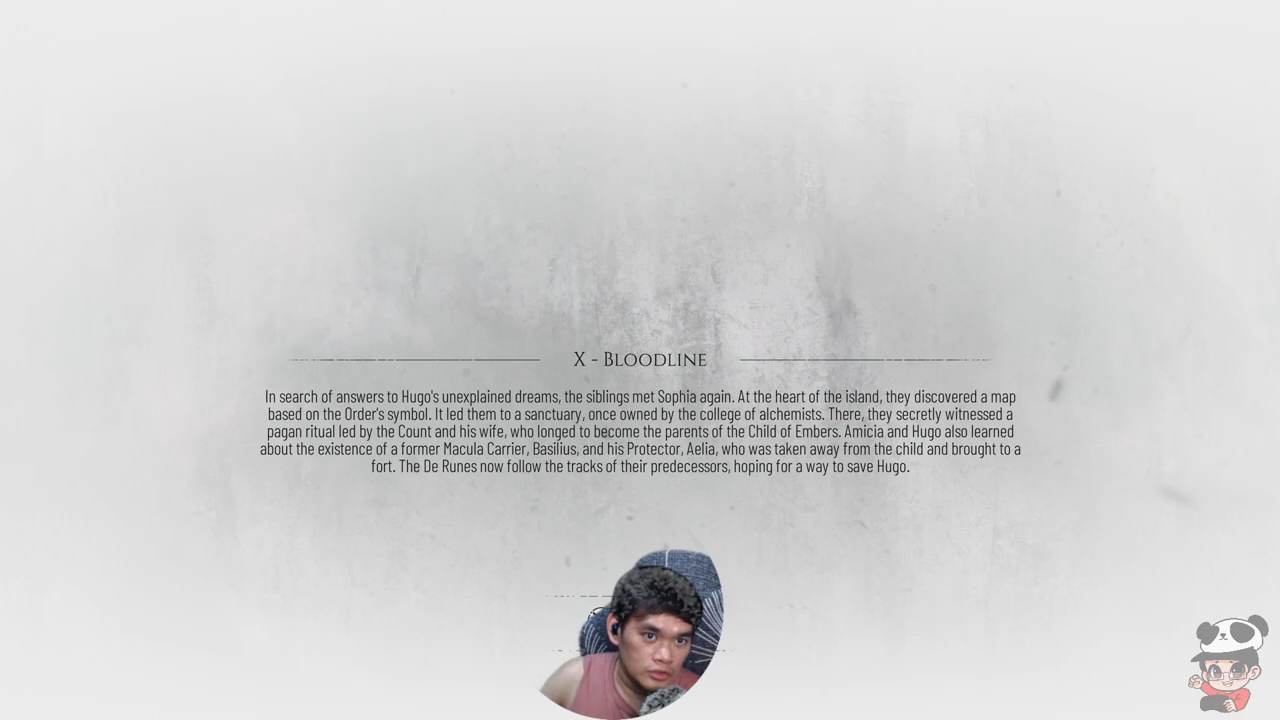 X - Bloodline
In search of answers to Hugo's unexplained dreams, the siblings met Sophia again. At the heart of the island, they discovered a map
based on the Order's symbol. It led them to a sanctuary, once owned by the college of alchemists. There, they secretly witnessed a
pagan ritual led by the Count and his wife, who longed to become the parents of the Child of Embers. Amicia and Hugo also learned
about the existence of a former Macula Carrier, Basilius, and his Protector, Aelia, who was taken away from the child and brought to a
fort. The De Runes now follow the tracks of their predecessors, hoping for a way to save Hugo.